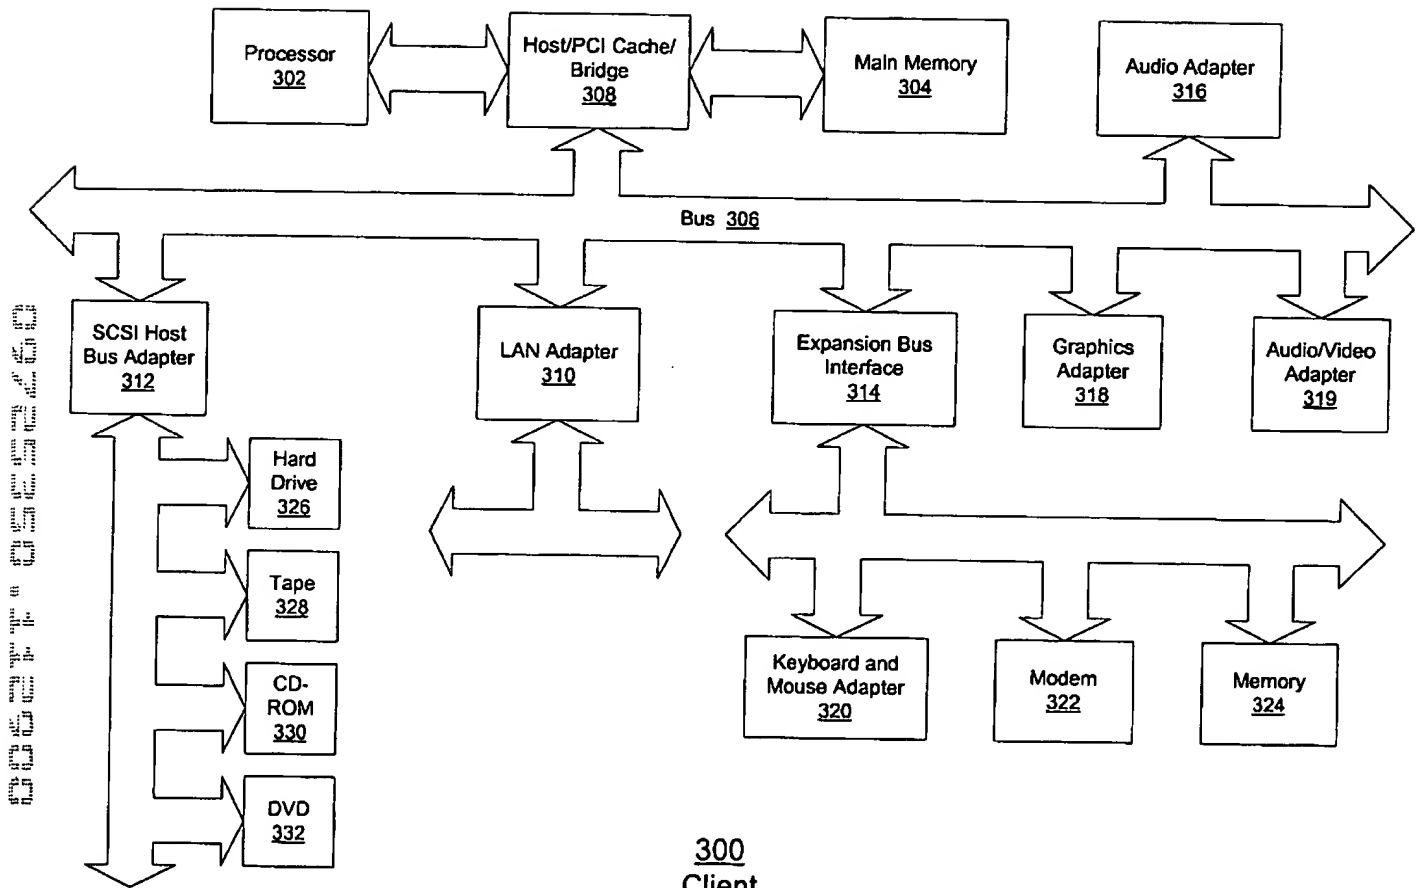 Processor
302
Host/PCI Cache/
Bridge
308
Main Memory
304
Audio Adapter
316
Bus 306
SCSI Host
Bus Adapter
312
LAN Adapter
310
Expansion Bus
Interface
314
Graphics
Adapter
318
Audio/Video
Adapter
319
Hard
Drive
326
Tape
328
CD-
ROM
330
DVD
332
Keyboard and
Mouse Adapter
320
Modem
322
Memory
324
300
Client